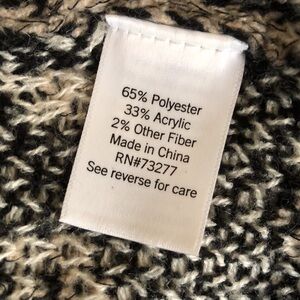 65% Polyester
33% Acrylic
2% Other Fiber
Made in China
RN#73277
See reverse for care